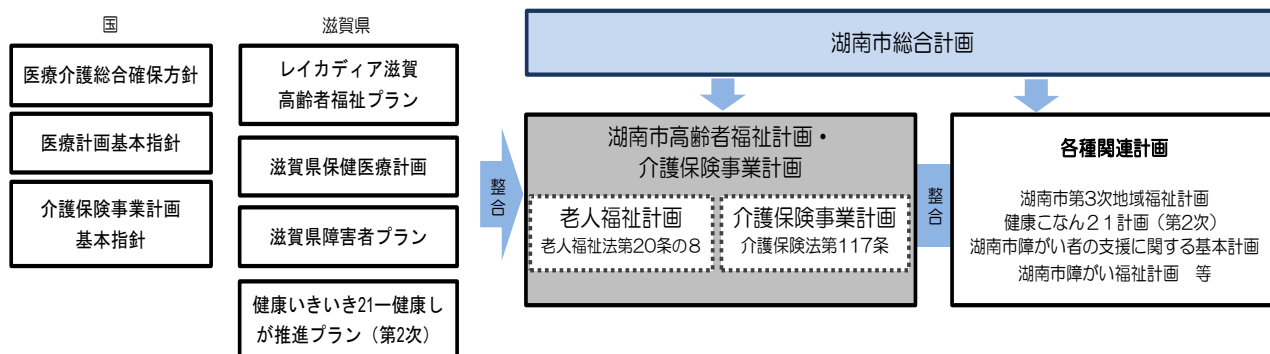 国
医療介護総合確保方針
医療計画基本指針
介護保険事業計画
基本指針
滋賀県
レイカディア滋賀
高齢者福祉プラン
滋賀県保健医療計画
滋賀県障害者プラン
健康いきいき21ー健康し
が推進プラン（第2次）
整合
湖南市総合計画
湖南市高齢者福祉計画・
介護保険事業計画
老人福祉計画
老人福祉法第20条の8
介護保険事業計画
介護保険法第117条
整合
各種関連計画
湖南市第3次地域福祉計画
健康こなん２１計画（第2次）
湖南市障がい者の支援に関する基本計画
湖南市障がい福祉計画　等